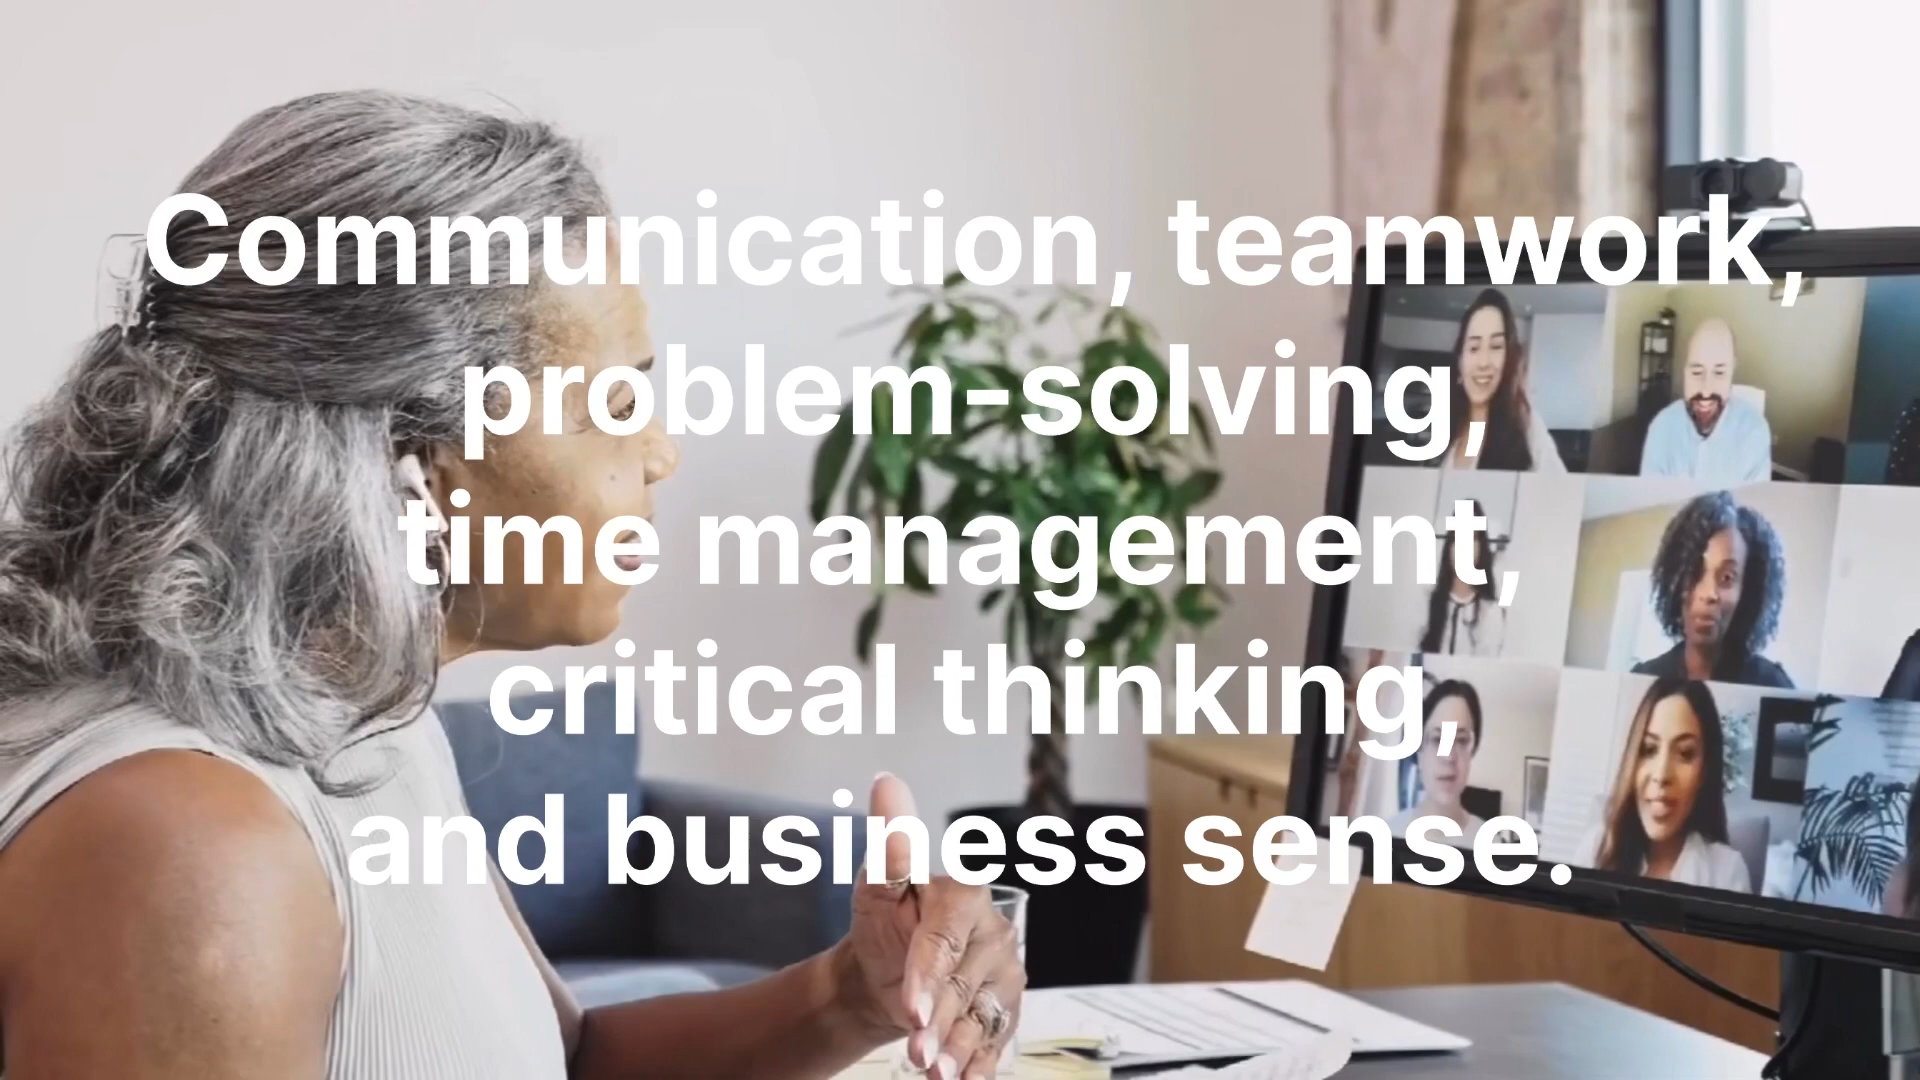 Communication, teamwork,
problem-solving,
time management,
critical thinking,
and business sense.